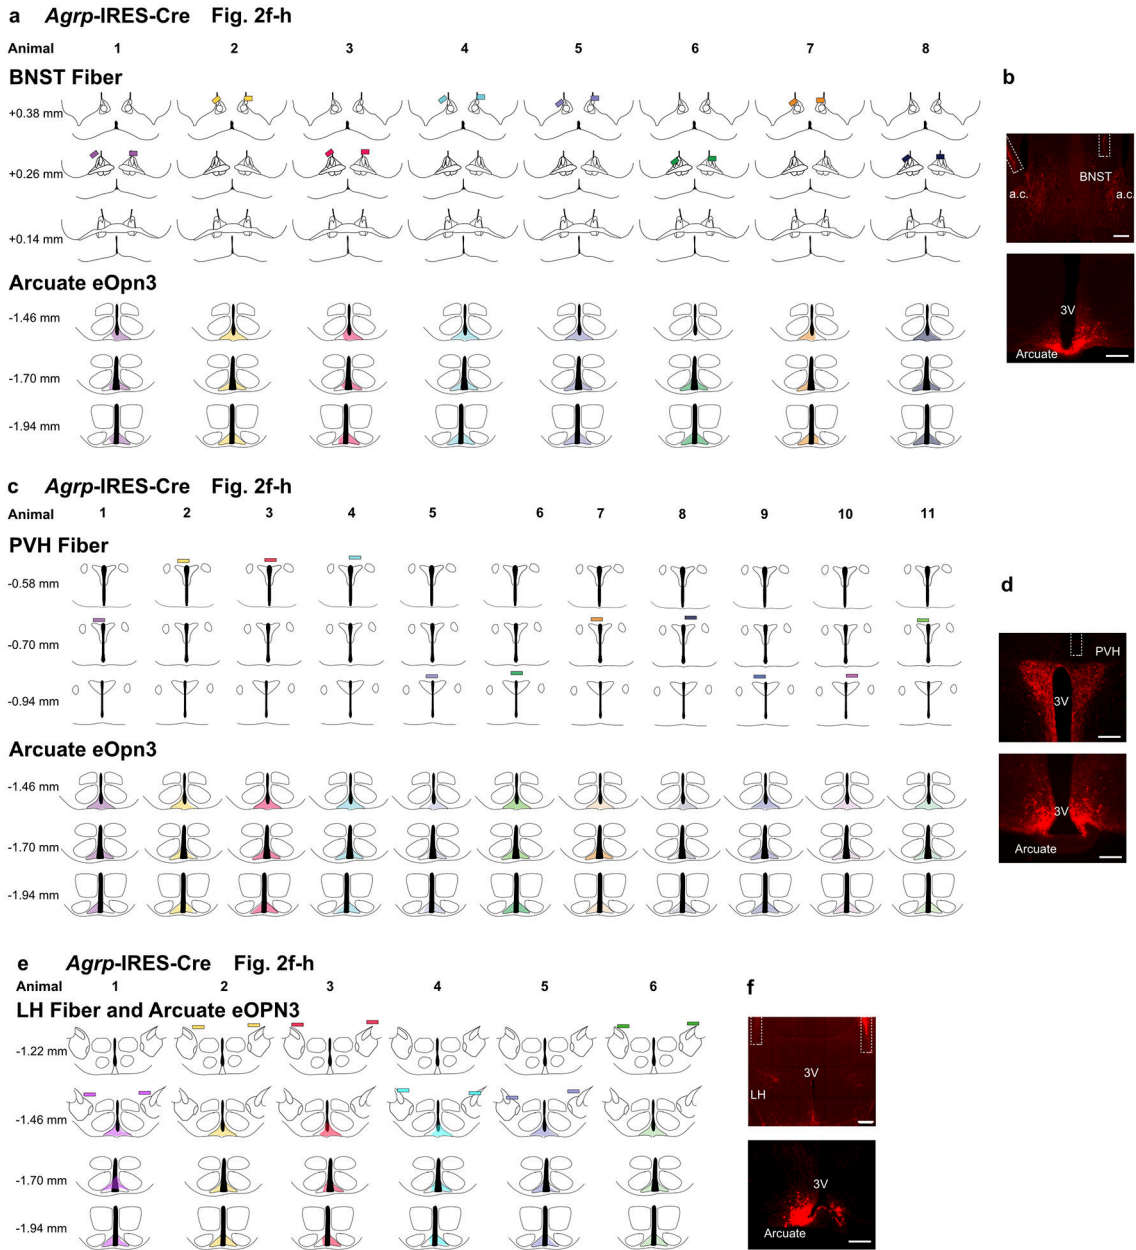 a Agrp-IRES-Cre Fig. 2f-h
Animal 1 2 3 4 5 6 7 8
BNST Fiber
+0.38 mm
+0.26 mm
+0.14 mm
Arcuate eOpn3
-1.46 mm
-1.70 mm
-1.94 mm
b
BNST
a.c. a.c.
3V
Arcuate
c Agrp-IRES-Cre Fig. 2f-h
Animal 1 2 3 4 5 6 7 8 9 10 11
PVH Fiber
-0.58 mm
-0.70 mm
-0.94 mm
Arcuate eOpn3
-1.46 mm
-1.70 mm
-1.94 mm
d
PVH
3V
3V
Arcuate
e Agrp-IRES-Cre Fig. 2f-h
Animal 1 2 3 4 5 6
LH Fiber and Arcuate eOPN3
-1.22 mm
-1.46 mm
-1.70 mm
-1.94 mm
f
3V
LH
3V
Arcuate